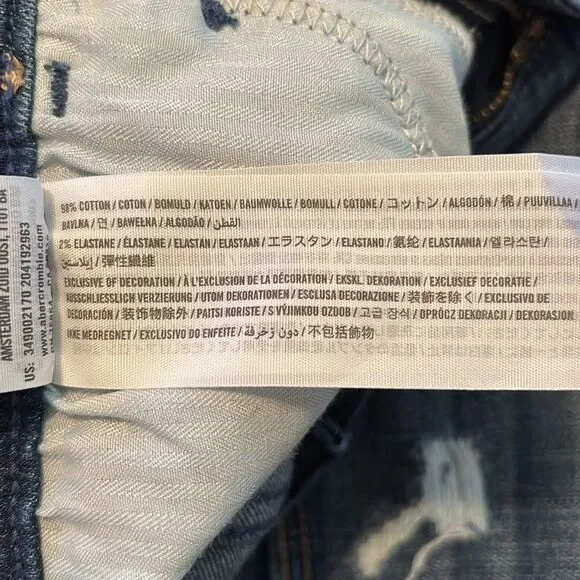 98% COTTON / COTON / BOMULD / KATOEN / BAUMWOLLE / BOMULL / COTONE / コットン / ALGODÓN / 棉 / PUUVILLAA /
BAVLNA / 면 / BAWEŁNA / ALGODÃO / القطن /
2% ELASTANE / ÉLASTANE / ELASTAN / ELASTAAN / エラスタン / ELASTANO / 氨纶 / ELASTAANIA / 엘라스탄 /
إيلاستين / 彈性纖維
EXCLUSIVE OF DECORATION / À L'EXCLUSION DE LA DÉCORATION / EKSKL. DEKORATION / EXCLUSIEF DECORATIE /
AUSSCHLIESSLICH VERZIERUNG / UTOM DEKORATIONEN / ESCLUSA DECORAZIONE / 装飾を除く / EXCLUSIVO DE
DECORACIÓN / 装饰物除外 / PAITSI KORISTE / S VÝJIMKOU OZDOB / 고급 장식 / OPRÓCZ DEKORACJI / DEKORASJON
IKKE MEDREGNET / EXCLUSIVO DO ENFEITE / دون زخرفة / 不包括飾物
AMSTERDAM ZUID OOST, 1101 BA
US: 349002170 204192963
www.abercrombie.com